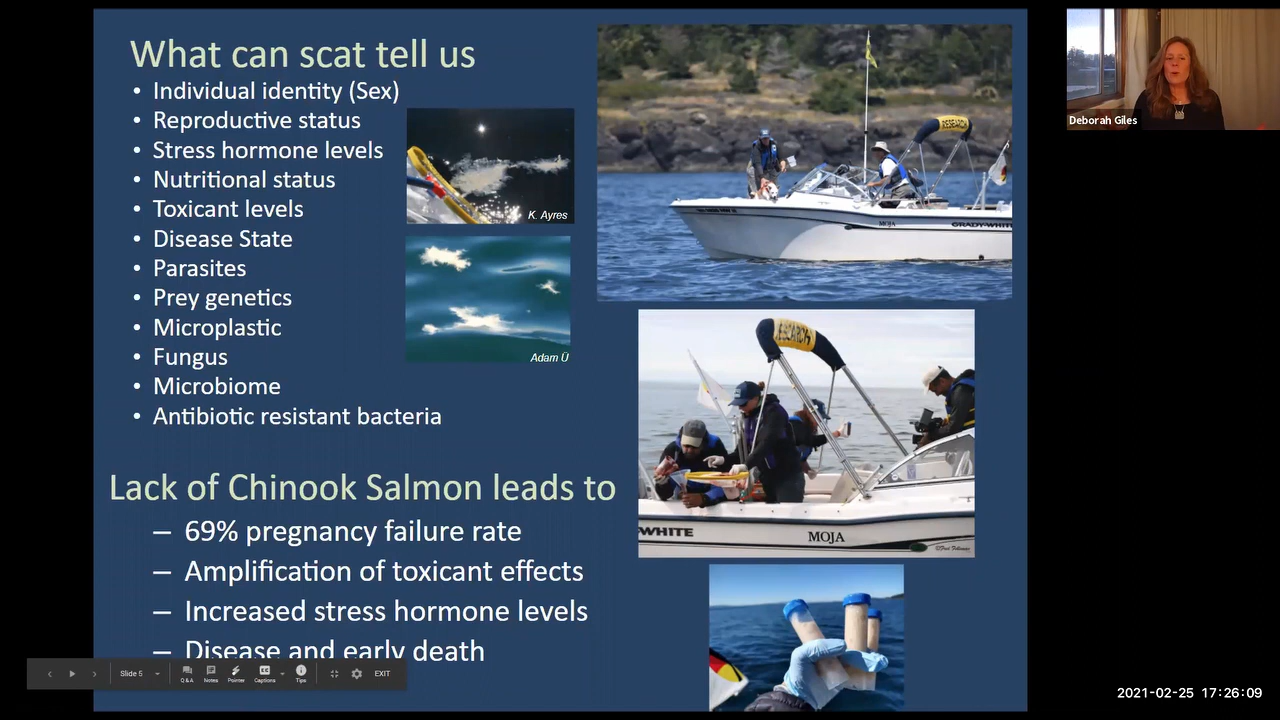 What can scat tell us
• Individual identity (Sex)
• Reproductive status
• Stress hormone levels
• Nutritional status
• Toxicant levels
• Disease State
• Parasites
• Prey genetics
• Microplastic
• Fungus
• Microbiome
• Antibiotic resistant bacteria
K. Ayres
Adam Ü
Lack of Chinook Salmon leads to
– 69% pregnancy failure rate
– Amplification of toxicant effects
– Increased stress hormone levels
– Disease and early death
RESEARCH
MOJA
GRADY-WHITE
ESEARCH
-WHITE
MOJA
Slide 5
Q & A
Notes
Pointer
CC
Captions
Tips
EXIT
Deborah Giles
2021-02-25 17:26:09